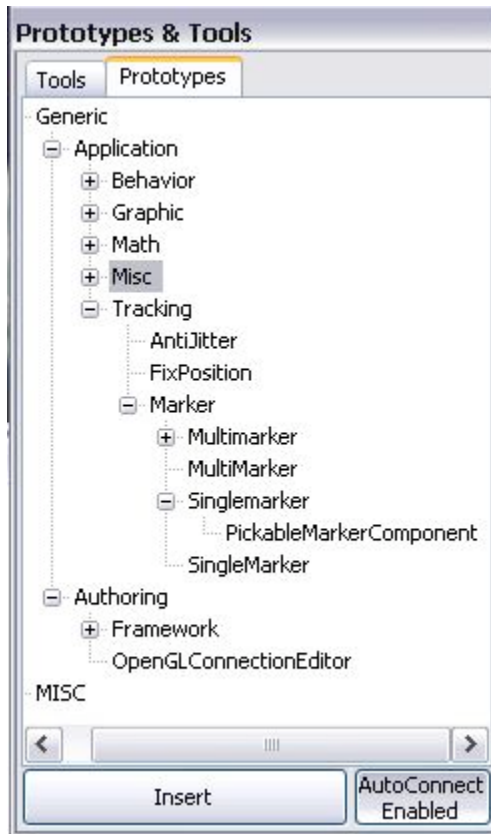 Prototypes & Tools
Tools Prototypes
Generic
Application
Behavior
Graphic
Math
Misc
Tracking
AntiJitter
FixPosition
Marker
Multimarker
MultiMarker
Singlemarker
PickableMarkerComponent
SingleMarker
Authoring
Framework
OpenGLConnectionEditor
MISC
Insert
AutoConnect
Enabled